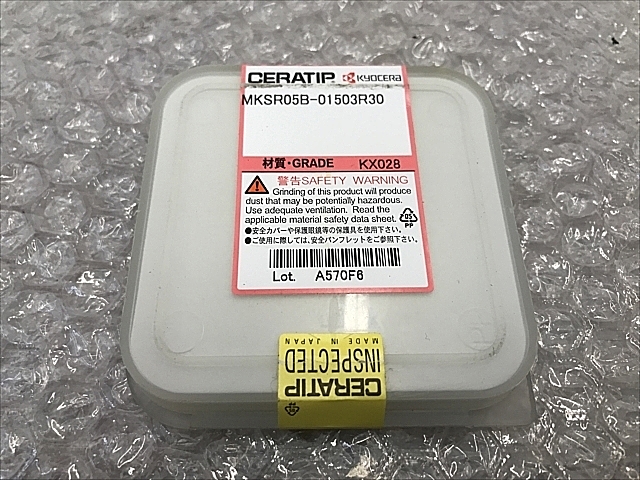 CERATIP KYOCERA
MKSR05B-01503R30
材質・GRADE KX028
警告SAFETY WARNING
Grinding of this product will produce
dust that may be potentially hazardous.
Use adequate ventilation. Read the
applicable material safety data sheet.
05
PP
●安全カバーや保護眼鏡等の保護具を使用下さい。
●ご使用に際しては、安全パンフレットをご参照下さい。
Lot. A570F6
CERATIP
INSPECTED
MADE IN JAPAN